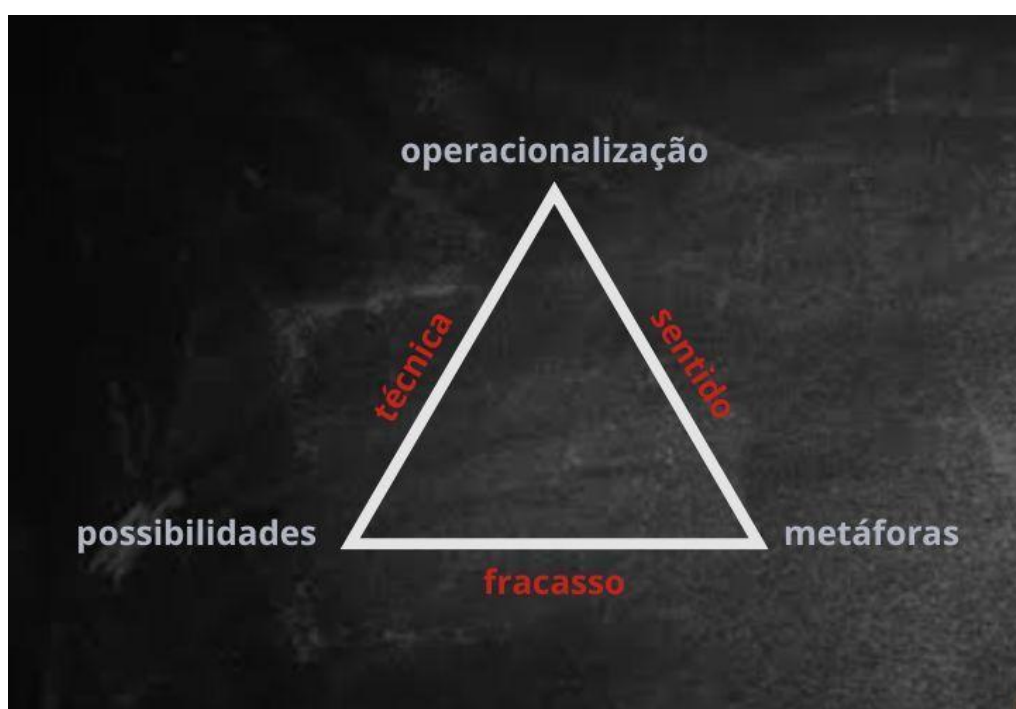 operacionalização
técnica
sentido
possibilidades
metáforas
fracasso